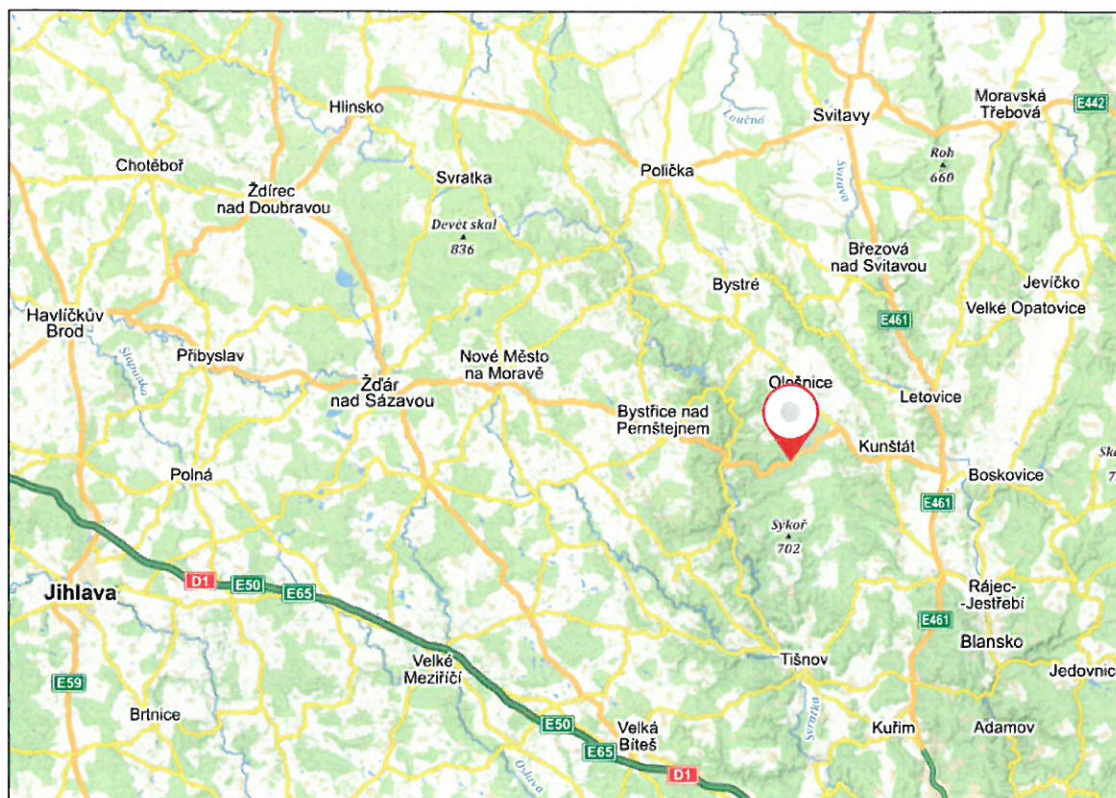 Hlinsko
Loučná
Svitavy
Moravská
Třebová
E442
Chotěboř
Ždírec
nad Doubravou
Svratka
Polička
Svitava
Roh
660
Devět skal
836
Březová
nad Svitavou
Bystré
Jevíčko
Velké Opatovice
E461
Havlíčkův
Brod
Šlapanka
Přibyslav
Žďár
nad Sázavou
Nové Město
na Moravě
Olešnice
Letovice
Bystřice nad
Pernštejnem
Kunštát
Boskovice
Polná
E461
Sykoř
702
Jihlava
D1
E50
E65
Rájec-
-Jestřebí
E461
Blansko
Velké
Meziříčí
Tišnov
Jedovnic
E59
Brtnice
E50
E65
Velká
Bíteš
D1
Oslava
Svratka
Kuřim
Adamov